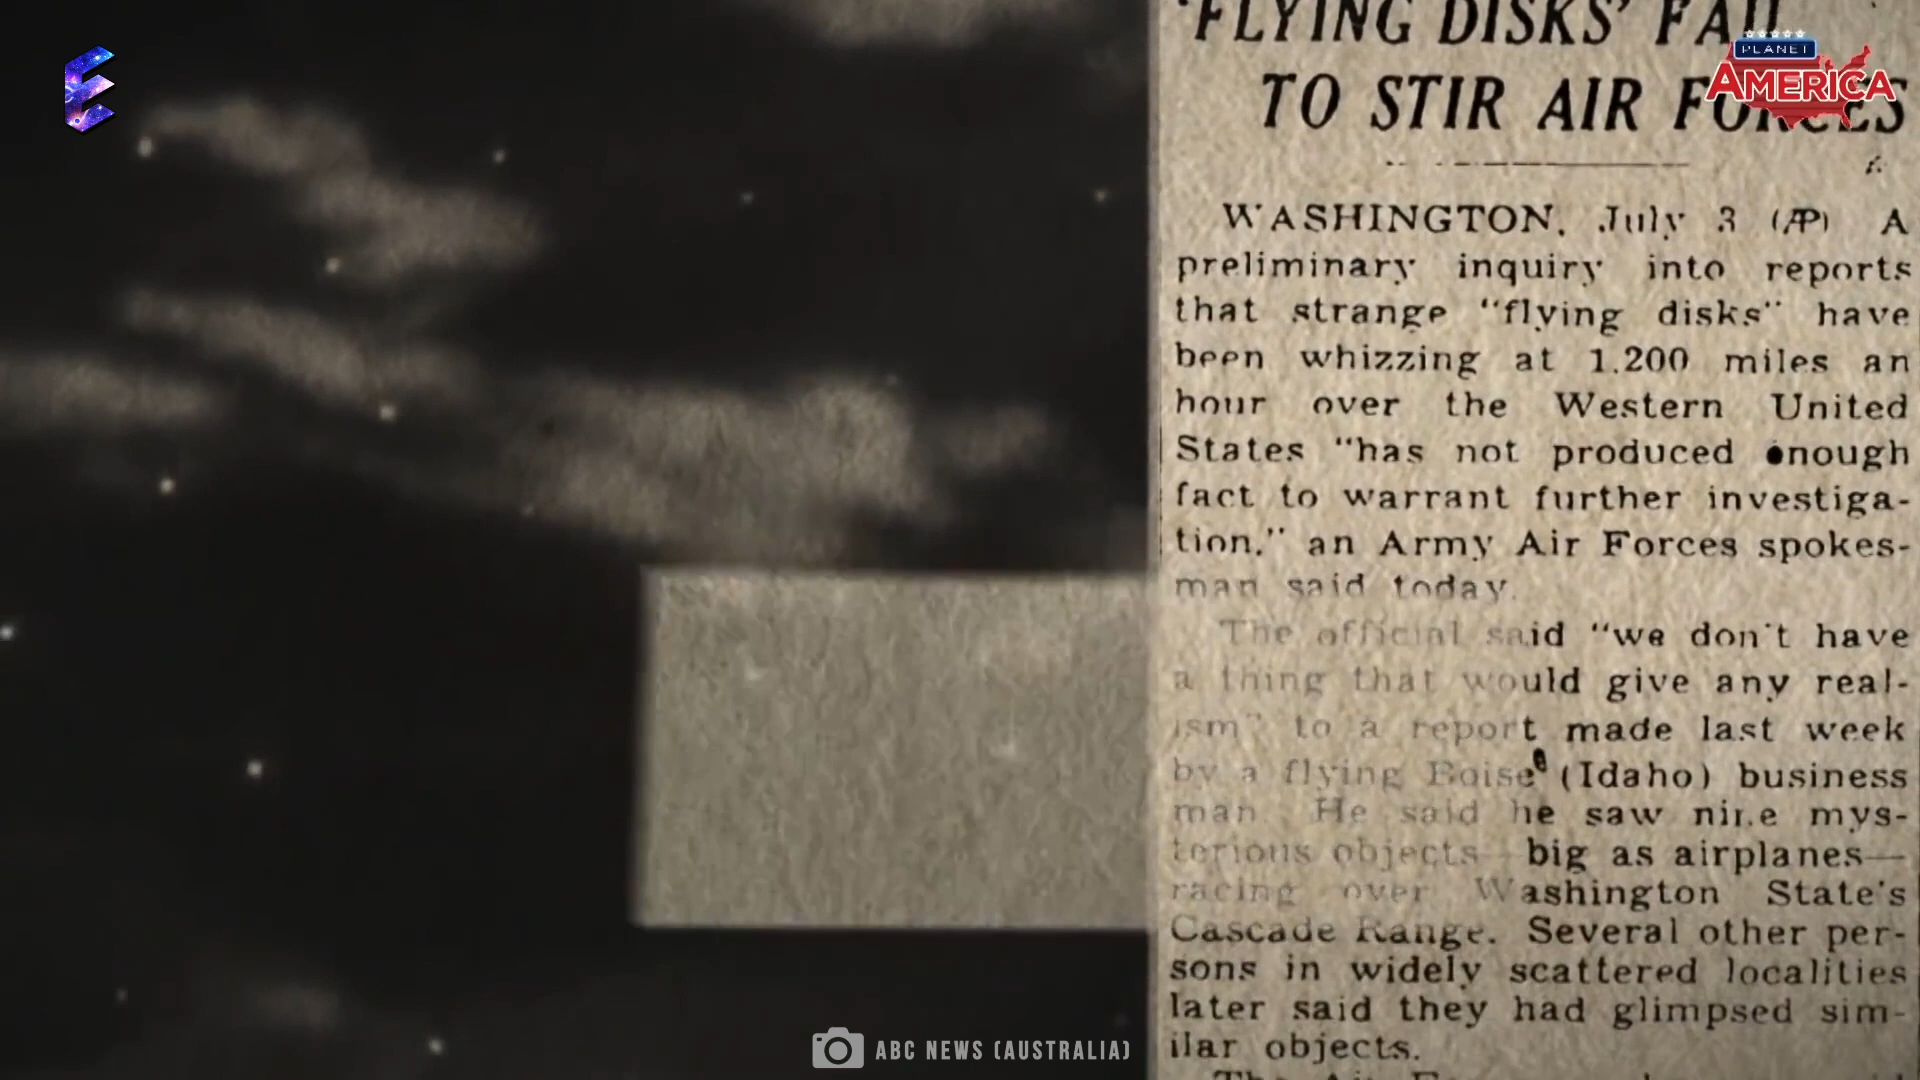 'FLYING DISKS' FAIL
TO STIR AIR FORCES
PLANET
AMERICA
WASHINGTON, July 3 (AP) A
preliminary inquiry into reports
that strange "flying disks" have
been whizzing at 1.200 miles an
hour over the Western United
States "has not produced enough
fact to warrant further investiga-
tion," an Army Air Forces spokes-
man said today.
The official said "we don't have
a thing that would give any real-
ism" to a report made last week
by a flying Boise (Idaho) business
man. He said he saw nine mys-
terious objects—big as airplanes—
racing over Washington State's
Cascade Range. Several other per-
sons in widely scattered localities
later said they had glimpsed sim-
ilar objects.
ABC NEWS (AUSTRALIA)